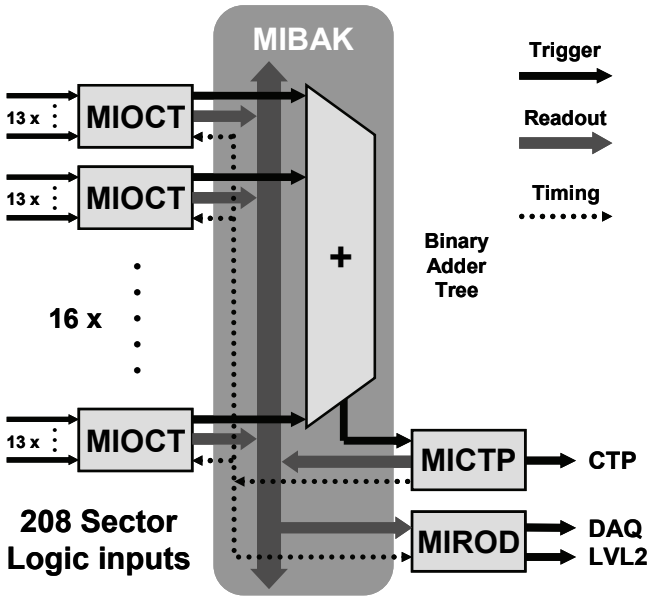 MIBAK
Trigger
Readout
Timing
13 x
MIOCT
13 x
MIOCT
+
Binary
Adder
Tree
16 x
13 x
MIOCT
MICTP
CTP
208 Sector
Logic inputs
MIROD
DAQ
LVL2